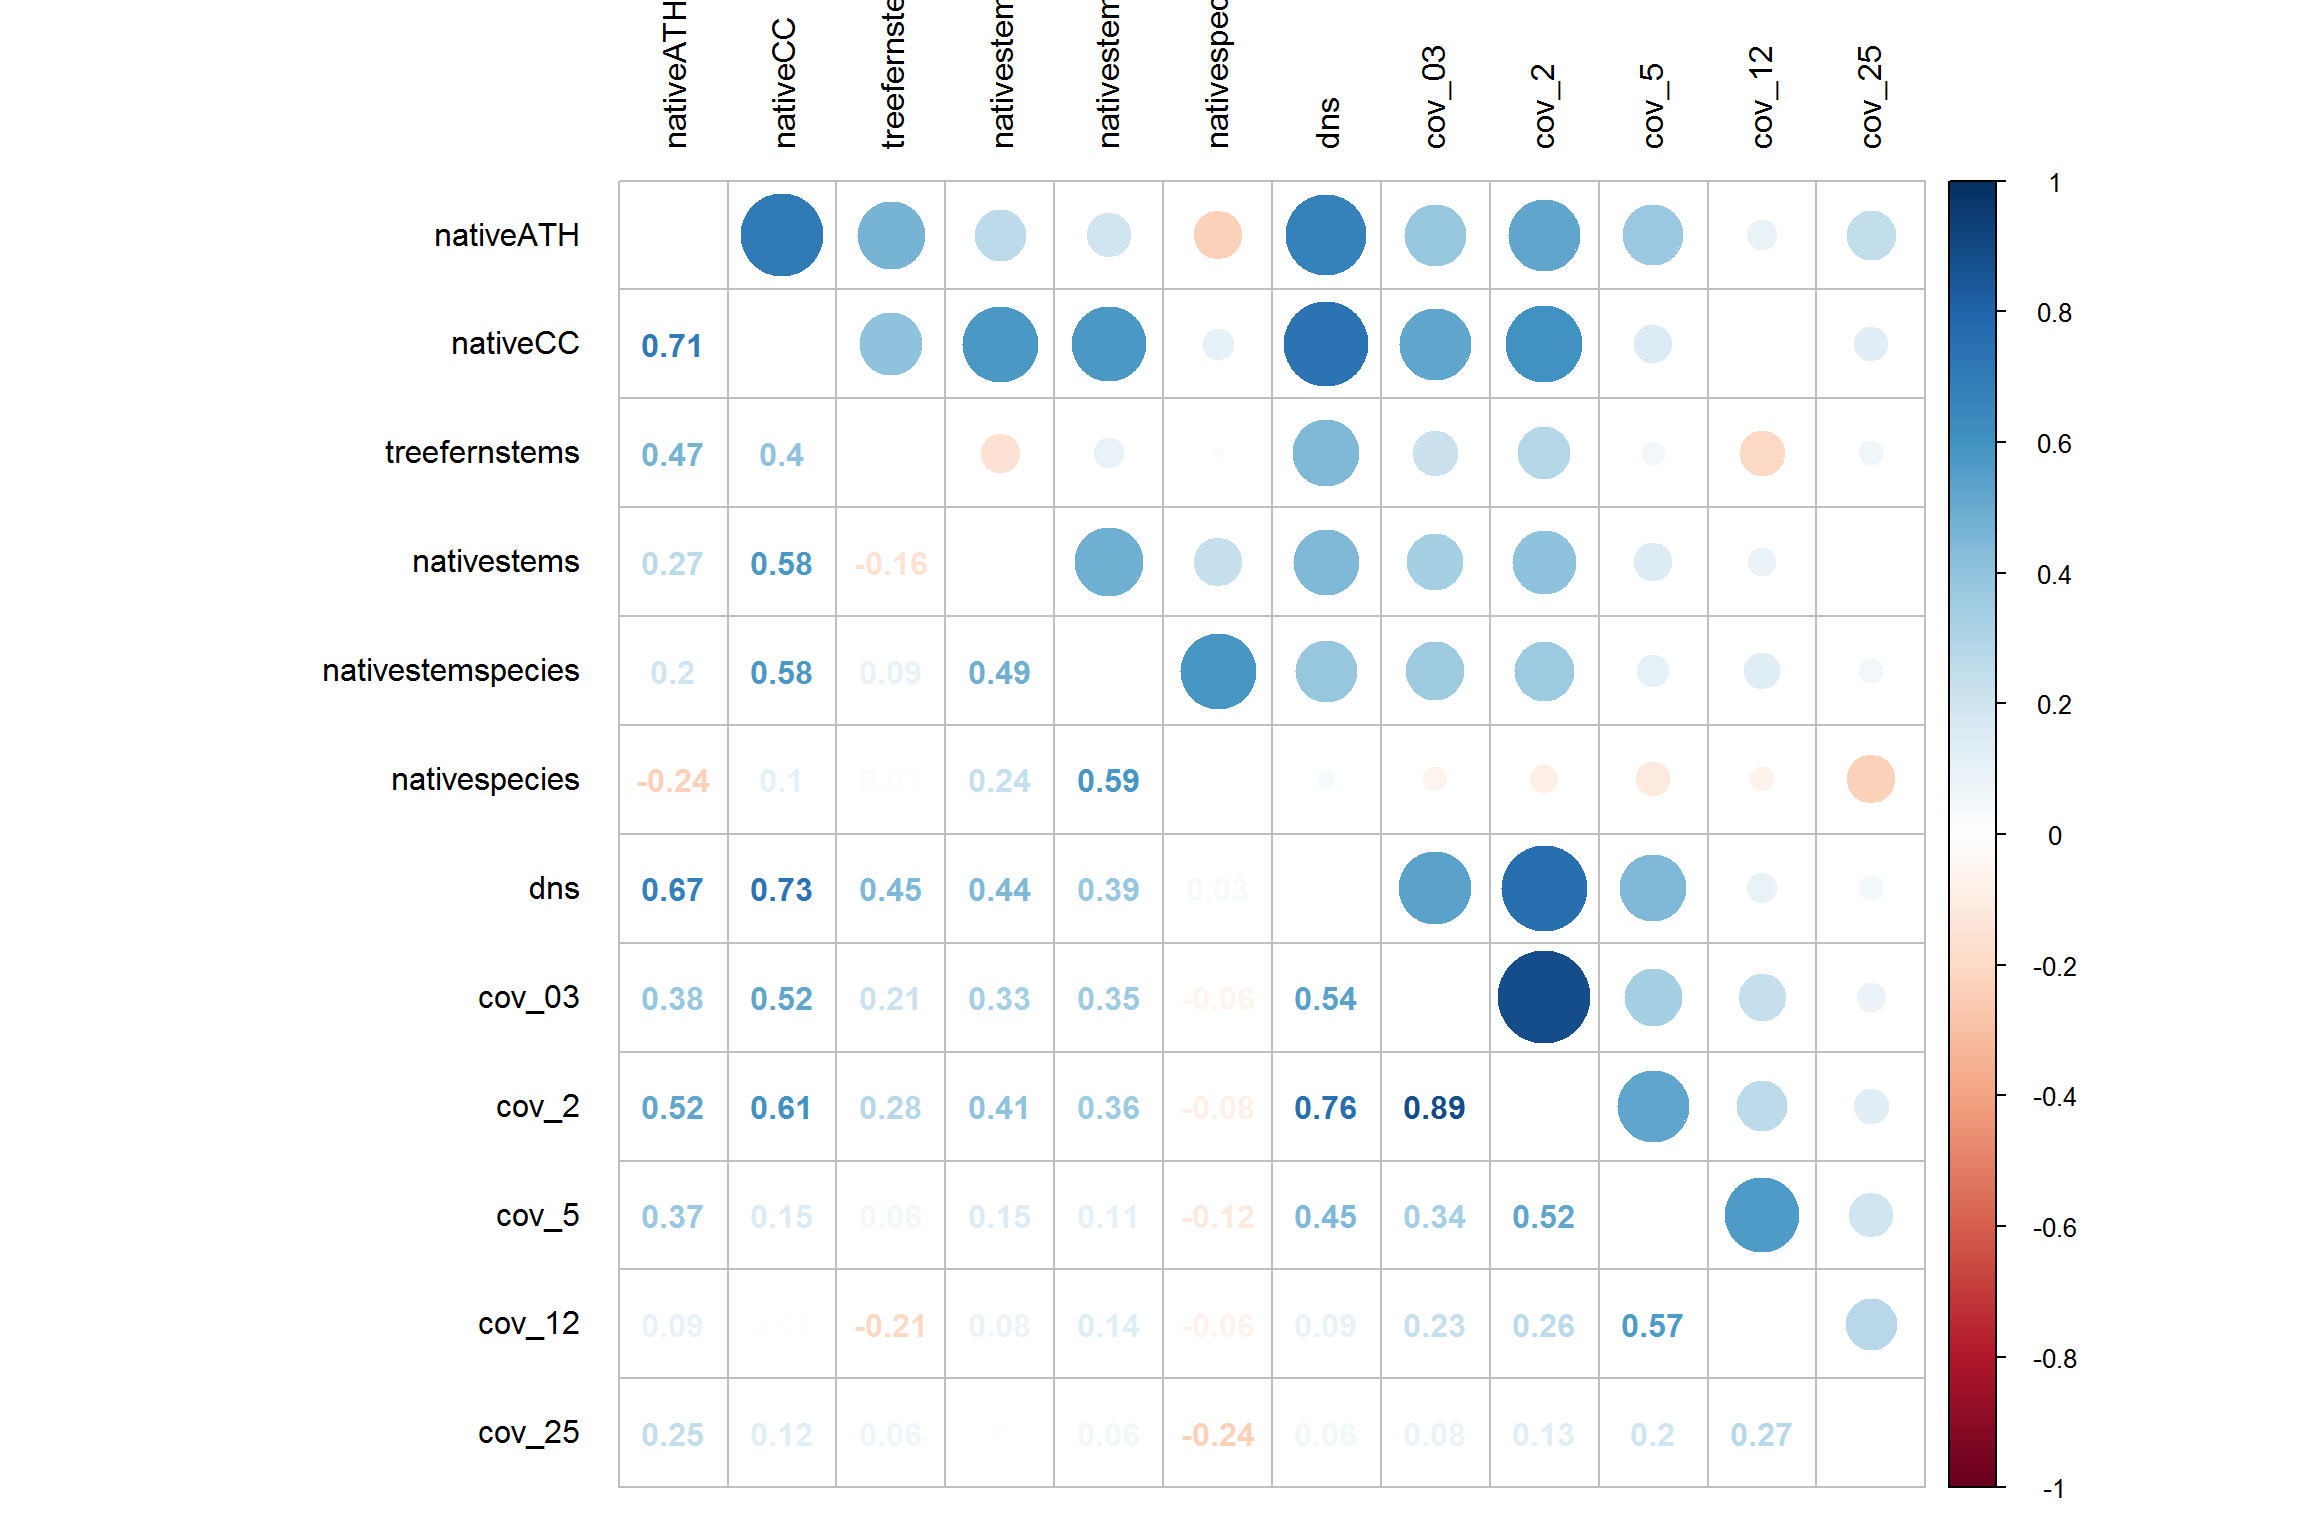 nativeATH nativeCC treefernste nativestem nativestem nativespec dns cov_03 cov_2 cov_5 cov_12 cov_25
nativeATH
nativeCC 0.71
treefernstems 0.47 0.4
nativestems 0.27 0.58 -0.16
nativestemspecies 0.2 0.58 0.09 0.49
nativespecies -0.24 0.1 0.01 0.24 0.59
dns 0.67 0.73 0.45 0.44 0.39 0.03
cov_03 0.38 0.52 0.21 0.33 0.35 -0.06 0.54
cov_2 0.52 0.61 0.28 0.41 0.36 -0.08 0.76 0.89
cov_5 0.37 0.15 0.06 0.15 0.11 -0.12 0.45 0.34 0.52
cov_12 0.09 -0.21 0.08 0.14 -0.06 0.09 0.23 0.26 0.57
cov_25 0.25 0.12 0.06 0.06 -0.24 0.06 0.08 0.13 0.2 0.27
1
0.8
0.6
0.4
0.2
0
-0.2
-0.4
-0.6
-0.8
-1